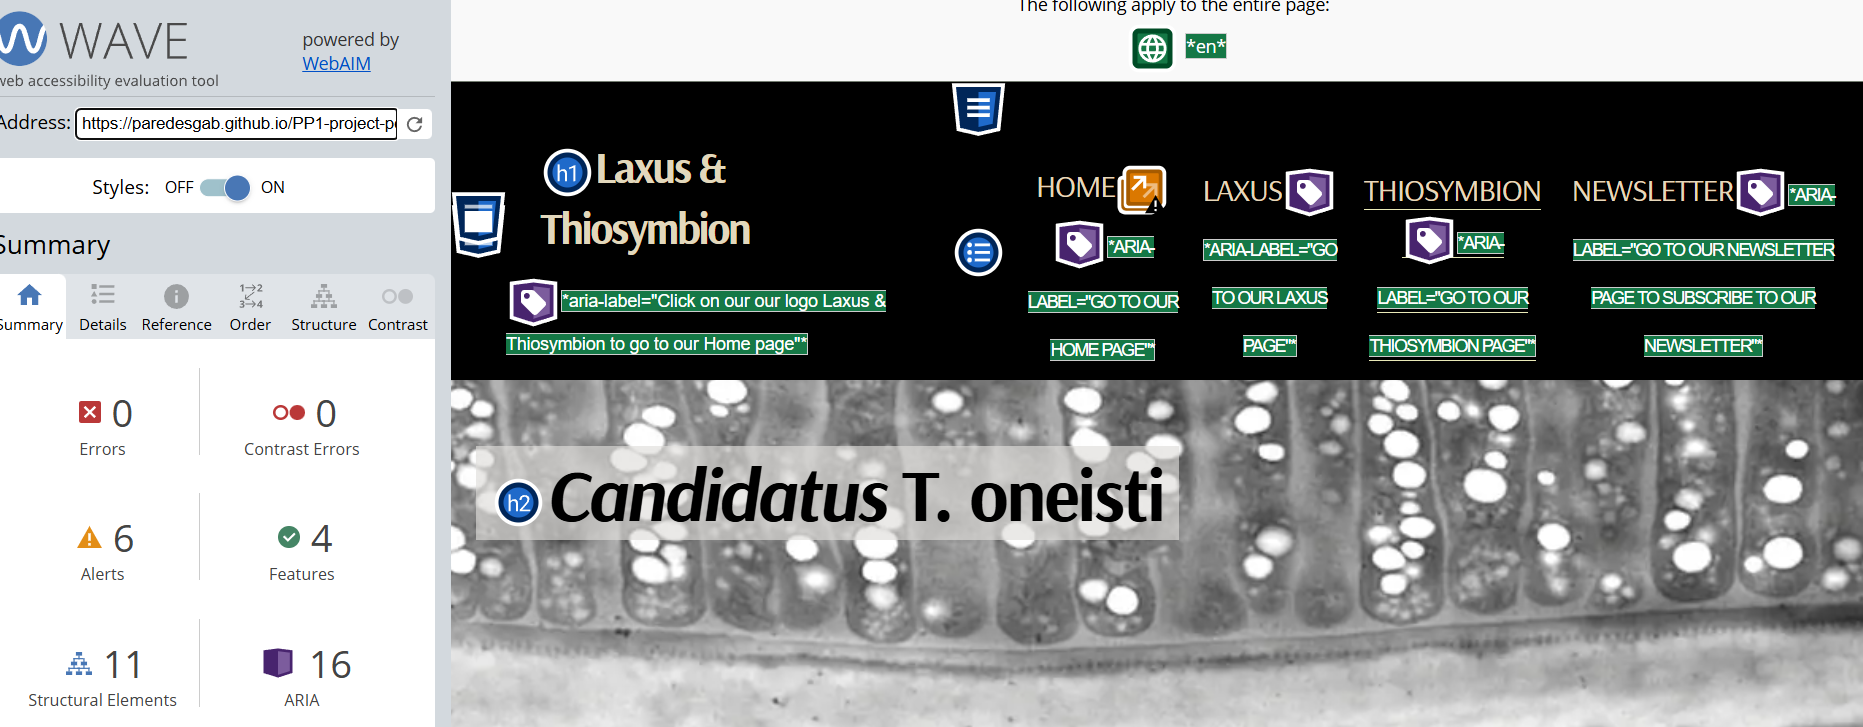 WAVE
powered by
WebAIM
web accessibility evaluation tool
Address: https://paredesgab.github.io/PP1-project-p
Styles: OFF ON
Summary
Summary Details Reference Order Structure Contrast
0 Errors
0 Contrast Errors
6 Alerts
4 Features
11 Structural Elements
16 ARIA
The following apply to the entire page:
*en*
h1 Laxus &
Thiosymbion
*aria-label="Click on our our logo Laxus &
Thiosymbion to go to our Home page"*
HOME
*ARIA-
LABEL="GO TO OUR
HOME PAGE"*
LAXUS
*ARIA-LABEL="GO
TO OUR LAXUS
PAGE"*
THIOSYMBION
*ARIA-
LABEL="GO TO OUR
THIOSYMBION PAGE"*
NEWSLETTER *ARIA-
LABEL="GO TO OUR NEWSLETTER
PAGE TO SUBSCRIBE TO OUR
NEWSLETTER"*
h2 Candidatus T. oneisti